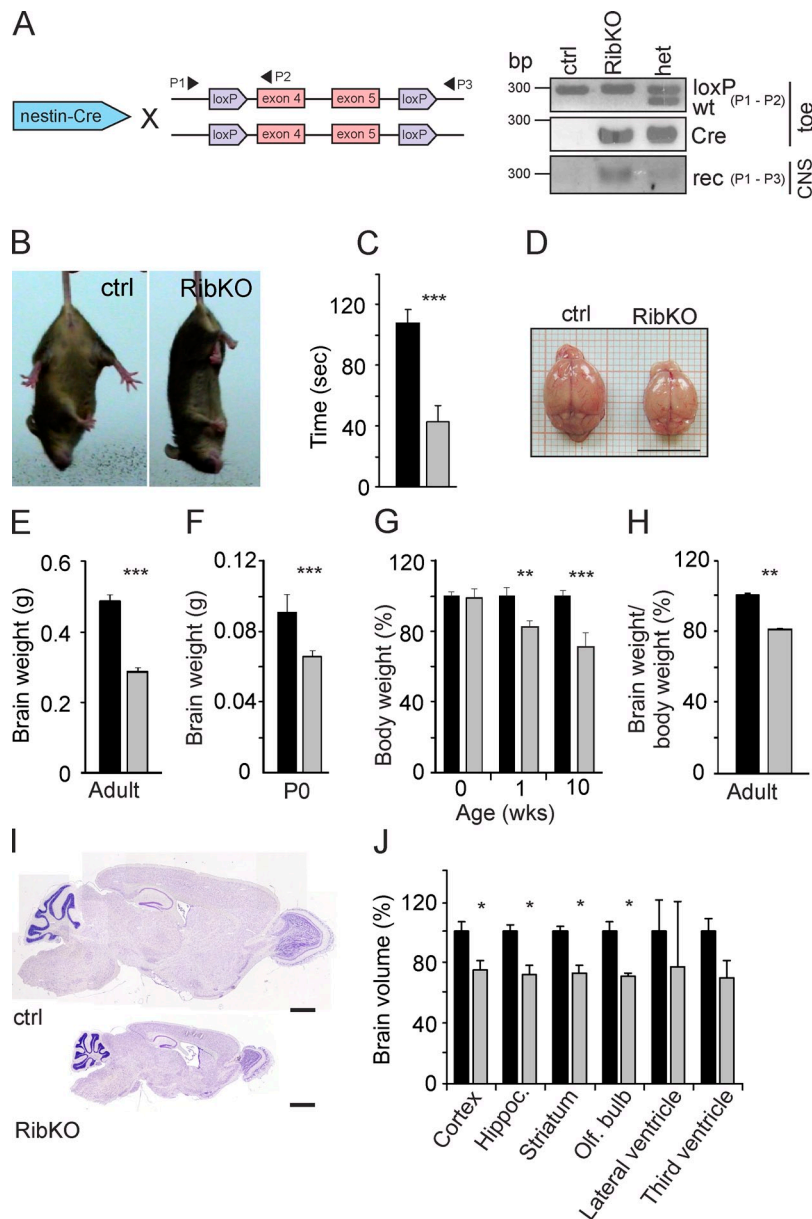 A
P1
P2
P3
nestin-Cre
X
loxP
exon 4
exon 5
loxP
loxP
exon 4
exon 5
loxP
bp
ctrl
RibKO
het
300
loxP
wt
(P1 - P2)
300
Cre
toe
300
rec (P1 - P3)
CNS
B
ctrl
RibKO
C
Time (sec)
120
80
40
0
***
D
ctrl
RibKO
E
Brain weight (g)
0.6
0.4
0.2
0
***
Adult
F
Brain weight (g)
0.12
0.08
0.04
0
***
P0
G
Body weight (%)
120
80
40
0
**
***
0 1 10
Age (wks)
H
Brain weight/
body weight (%)
120
80
40
0
**
Adult
I
ctrl
RibKO
J
Brain volume (%)
120
80
40
0
* * * *
Cortex
Hippoc.
Striatum
Olf. bulb
Lateral ventricle
Third ventricle